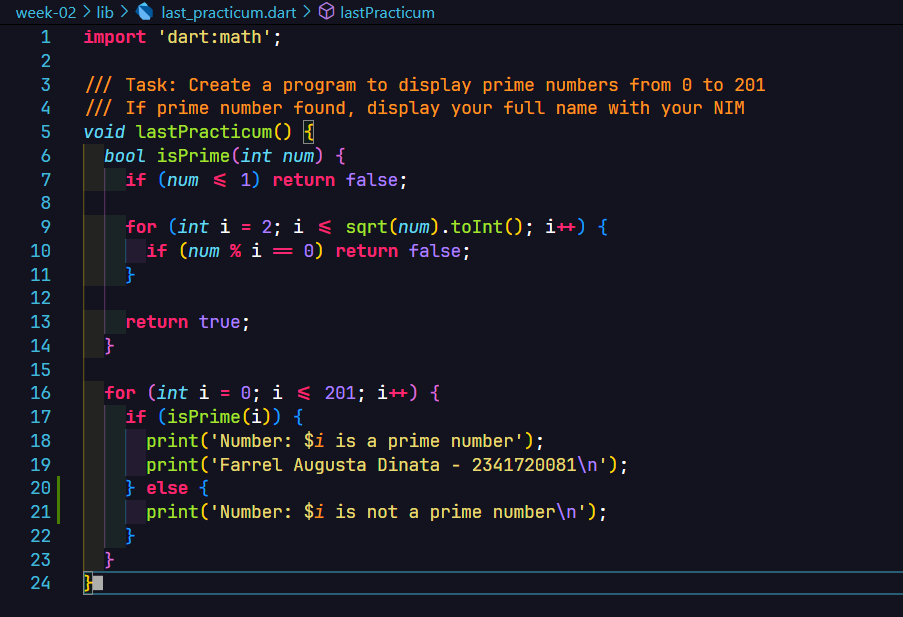 week-02 > lib > last_practicum.dart > lastPracticum
1 import 'dart:math';
2
3 /// Task: Create a program to display prime numbers from 0 to 201
4 /// If prime number found, display your full name with your NIM
5 void lastPracticum() {
6   bool isPrime(int num) {
7     if (num <= 1) return false;
8
9     for (int i = 2; i <= sqrt(num).toInt(); i++) {
10       if (num % i == 0) return false;
11     }
12
13     return true;
14   }
15
16   for (int i = 0; i <= 201; i++) {
17     if (isPrime(i)) {
18       print('Number: $i is a prime number');
19       print('Farrel Augusta Dinata - 2341720081\n');
20     } else {
21       print('Number: $i is not a prime number\n');
22     }
23   }
24 }